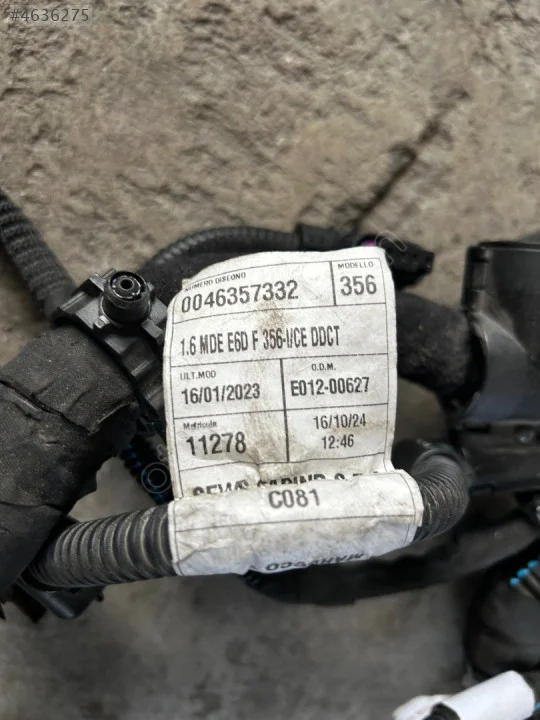 #4636275
NUMERO DISEGNO
MODELLO
0046357332
356
1.6 MDE E6D F 356-I/CE DDCT
ULT.MOD
O.D.M.
16/01/2023
E012-00627
Matricola
11278
16/10/24
12:46
C081